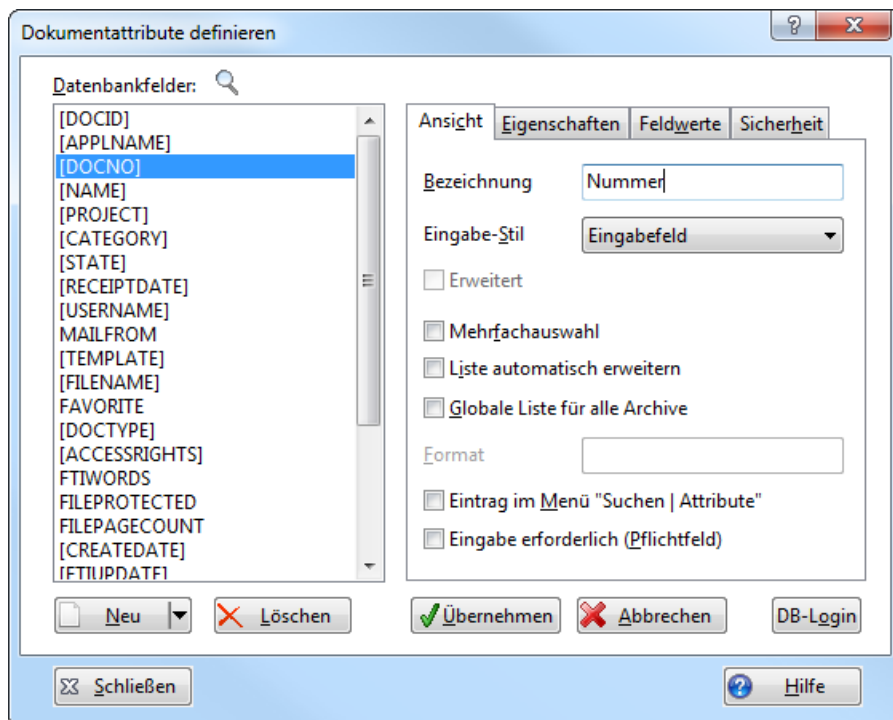 Dokumentattribute definieren
Datenbankfelder:
[DOCID]
[APPLNAME]
[DOCNO]
[NAME]
[PROJECT]
[CATEGORY]
[STATE]
[RECEIPTDATE]
[USERNAME]
MAILFROM
[TEMPLATE]
[FILENAME]
FAVORITE
[DOCTYPE]
[ACCESSRIGHTS]
FTIWORDS
FILEPROTECTED
FILEPAGECOUNT
[CREATEDATE]
[FTIUPDATE]
Ansicht Eigenschaften Feldwerte Sicherheit
Bezeichnung Nummer
Eingabe-Stil Eingabefeld
Erweitert
Mehrfachauswahl
Liste automatisch erweitern
Globale Liste für alle Archive
Format
Eintrag im Menü "Suchen | Attribute"
Eingabe erforderlich (Pflichtfeld)
Neu Löschen Übernehmen Abbrechen DB-Login
Schließen Hilfe